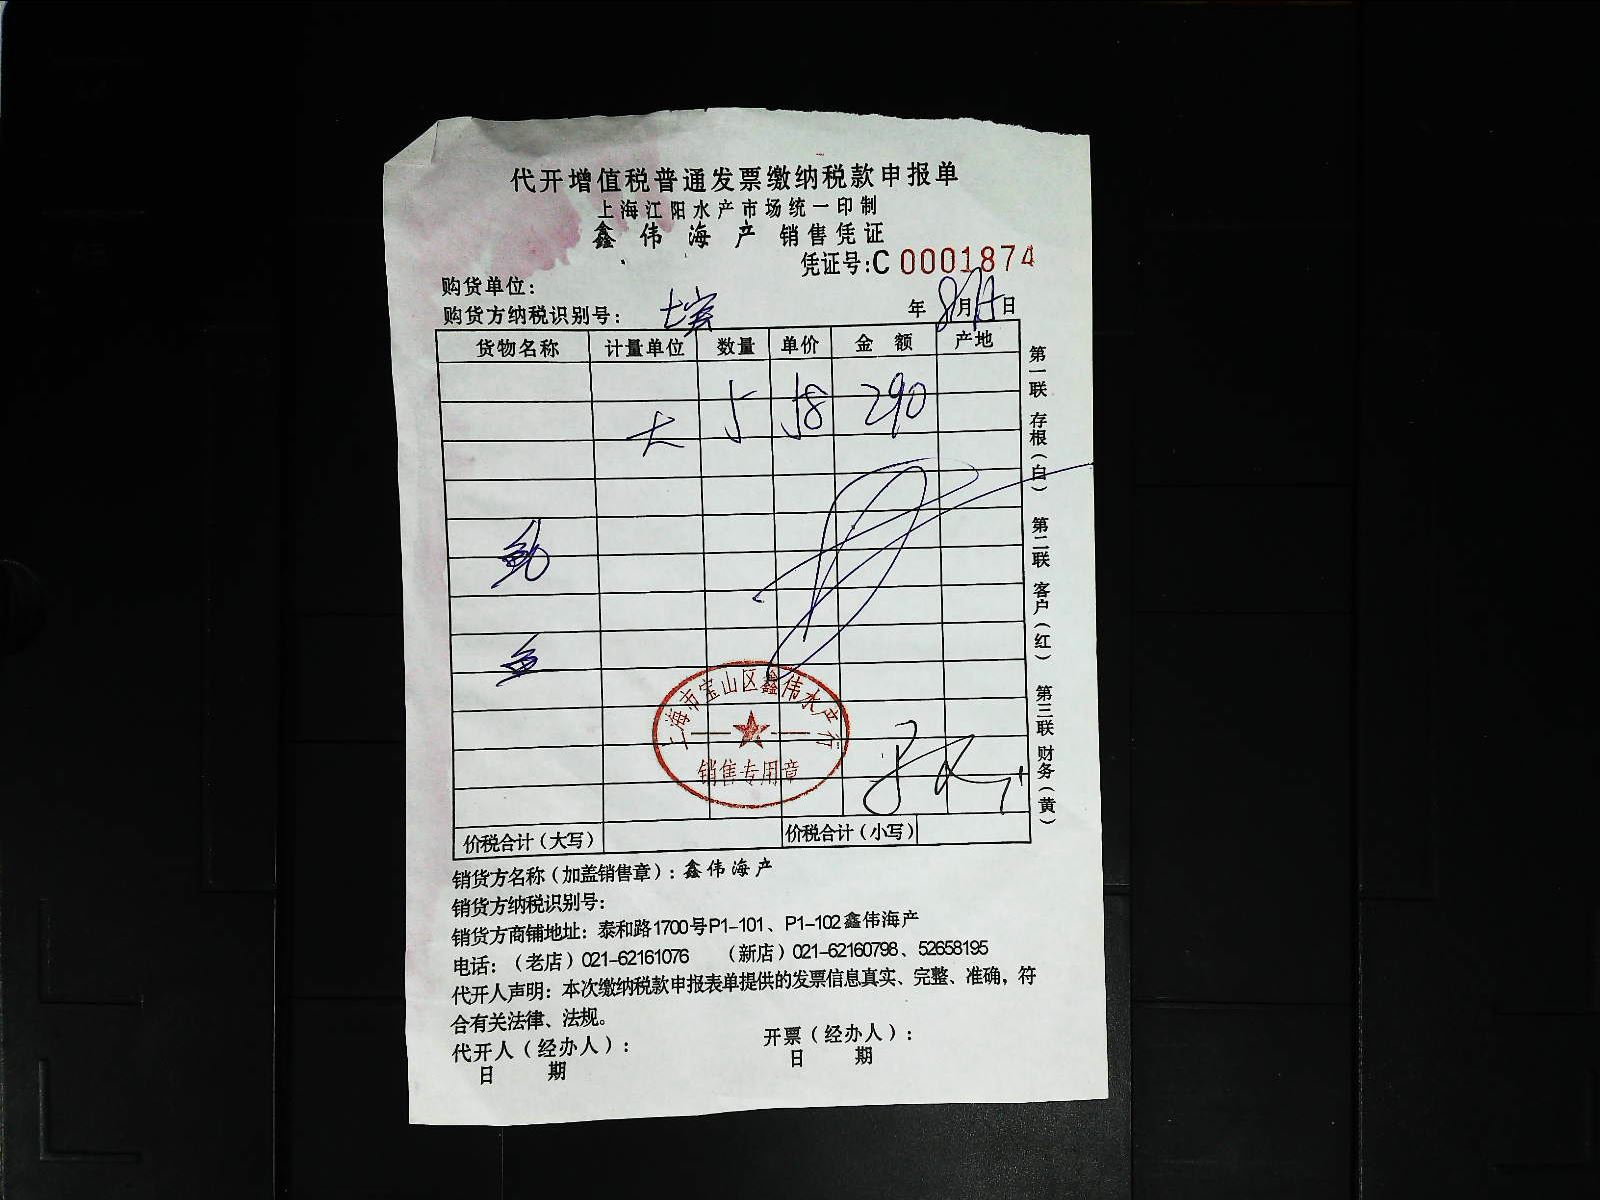 代开增值税普通发票缴纳税款申报单
上海江阳水产市场统一印制
鑫伟海产 销售凭证
凭证号:C 0001874
购货单位：
购货方纳税识别号： 年 8月 日
货物名称 计量单位 数量 单价 金额 产地
大 5 58 290
鲍
鱼
上海市宝山区鑫伟水产行
销售专用章
价税合计（大写） 价税合计（小写）
第一联 存根（白） 第二联 客户（红） 第三联 财务（黄）
销货方名称（加盖销售章）：鑫伟海产
销货方纳税识别号：
销货方商铺地址：泰和路1700号P1-101、P1-102鑫伟海产
电话：（老店）021-62161076 （新店）021-62160798、52658195
代开人声明：本次缴纳税款申报表单提供的发票信息真实、完整、准确，符
合有关法律、法规。
代开人（经办人）： 开票（经办人）：
日 期 日 期